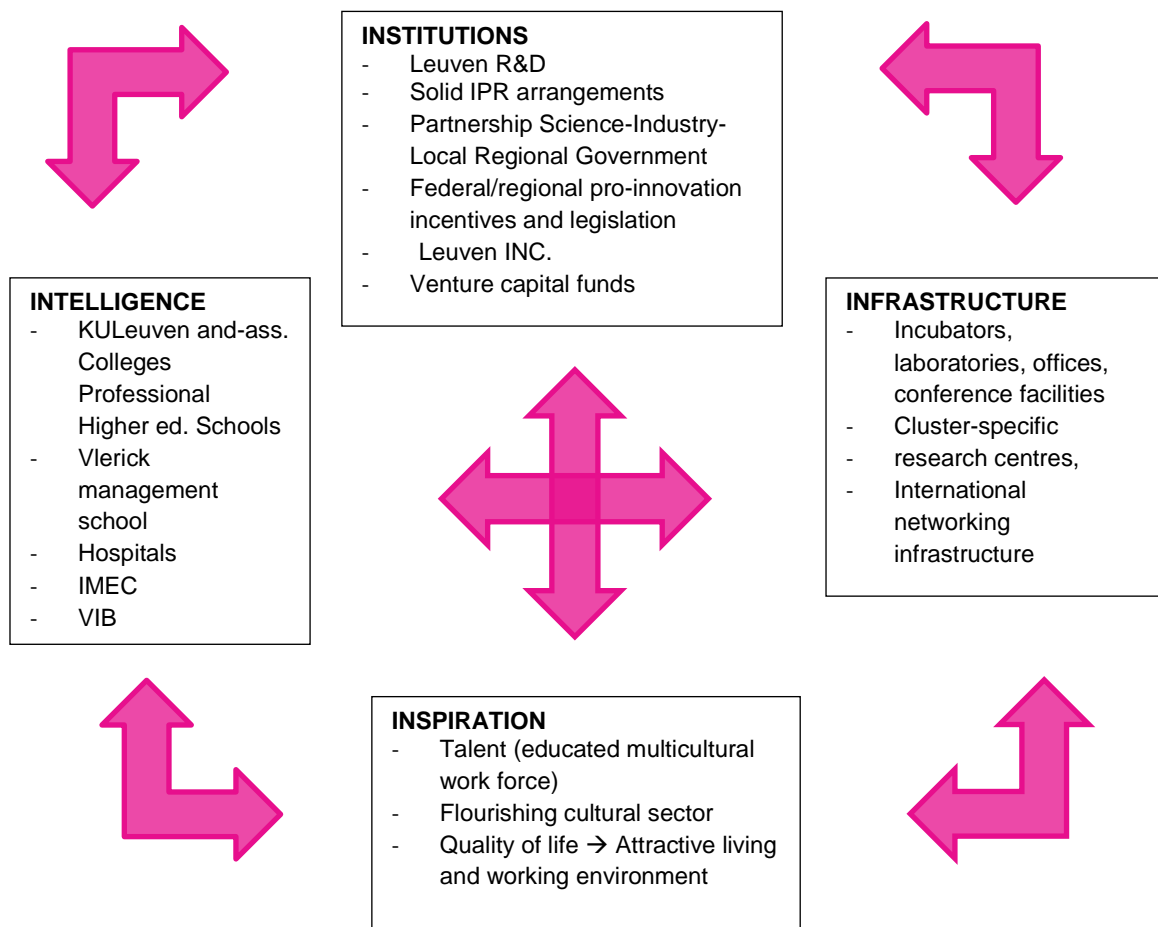 INSTITUTIONS
- Leuven R&D
- Solid IPR arrangements
- Partnership Science-Industry-
Local Regional Government
- Federal/regional pro-innovation
incentives and legislation
- Leuven INC.
- Venture capital funds
INTELLIGENCE
- KULeuven and-ass.
Colleges
Professional
Higher ed. Schools
- Vlerick
management
school
- Hospitals
- IMEC
- VIB
INFRASTRUCTURE
- Incubators,
laboratories, offices,
conference facilities
- Cluster-specific
- research centres,
- International
networking
infrastructure
INSPIRATION
- Talent (educated multicultural
work force)
- Flourishing cultural sector
- Quality of life → Attractive living
and working environment